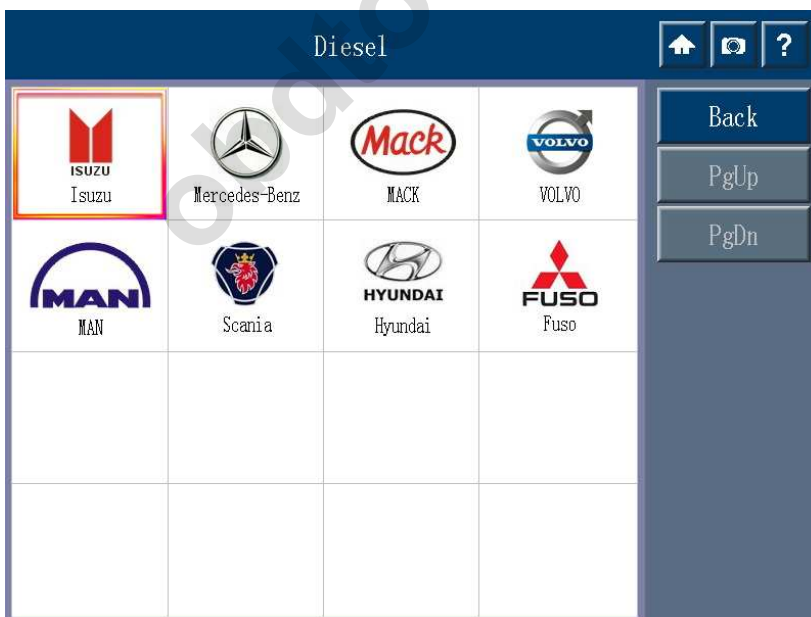 Diesel
?
Back
PgUp
PgDn
ISUZU
Isuzu
Mercedes-Benz
Mack
MACK
VOLVO
VOLVO
MAN
MAN
Scania
HYUNDAI
Hyundai
FUSO
Fuso
obdto